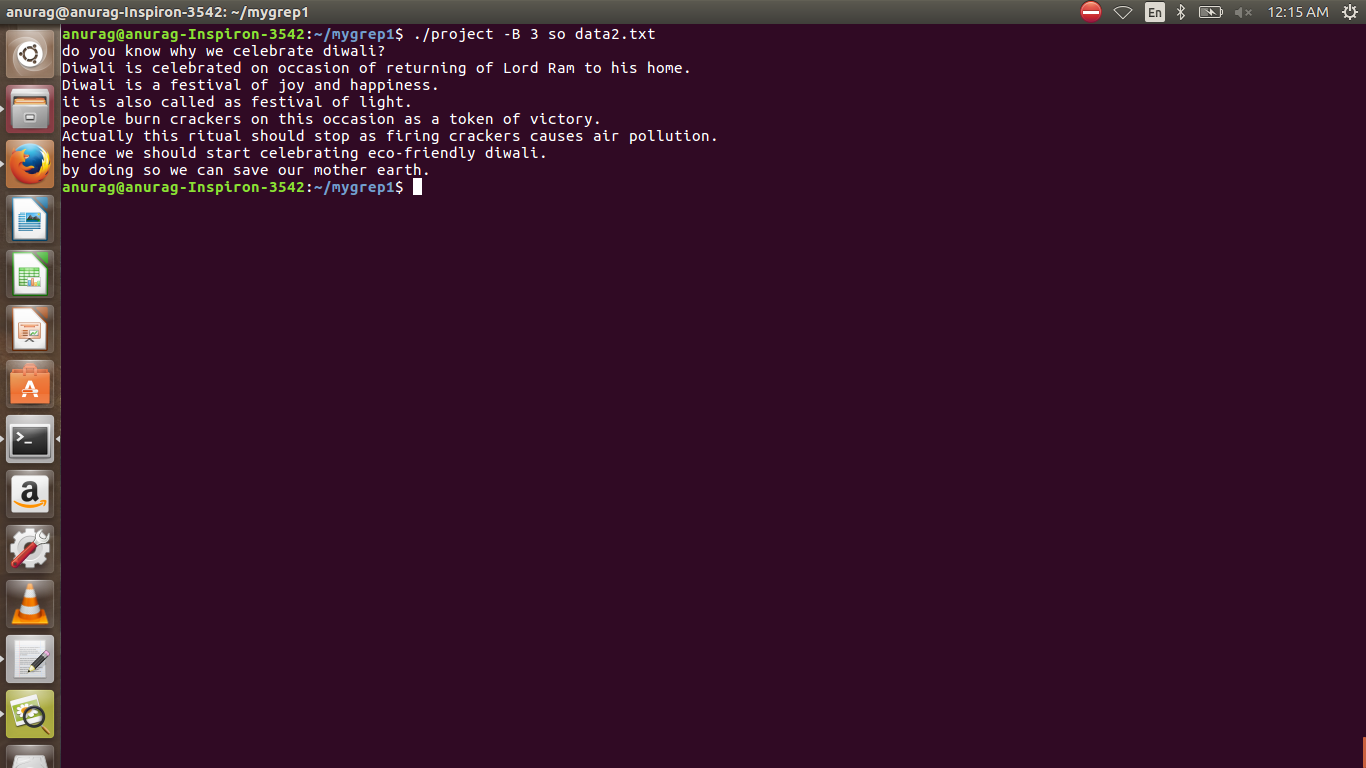 anurag@anurag-Inspiron-3542: ~/mygrep1
En
12:15 AM
anurag@anurag-Inspiron-3542:~/mygrep1$ ./project -B 3 so data2.txt
do you know why we celebrate diwali?
Diwali is celebrated on occasion of returning of Lord Ram to his home.
Diwali is a festival of joy and happiness.
it is also called as festival of light.
people burn crackers on this occasion as a token of victory.
Actually this ritual should stop as firing crackers causes air pollution.
hence we should start celebrating eco-friendly diwali.
by doing so we can save our mother earth.
anurag@anurag-Inspiron-3542:~/mygrep1$